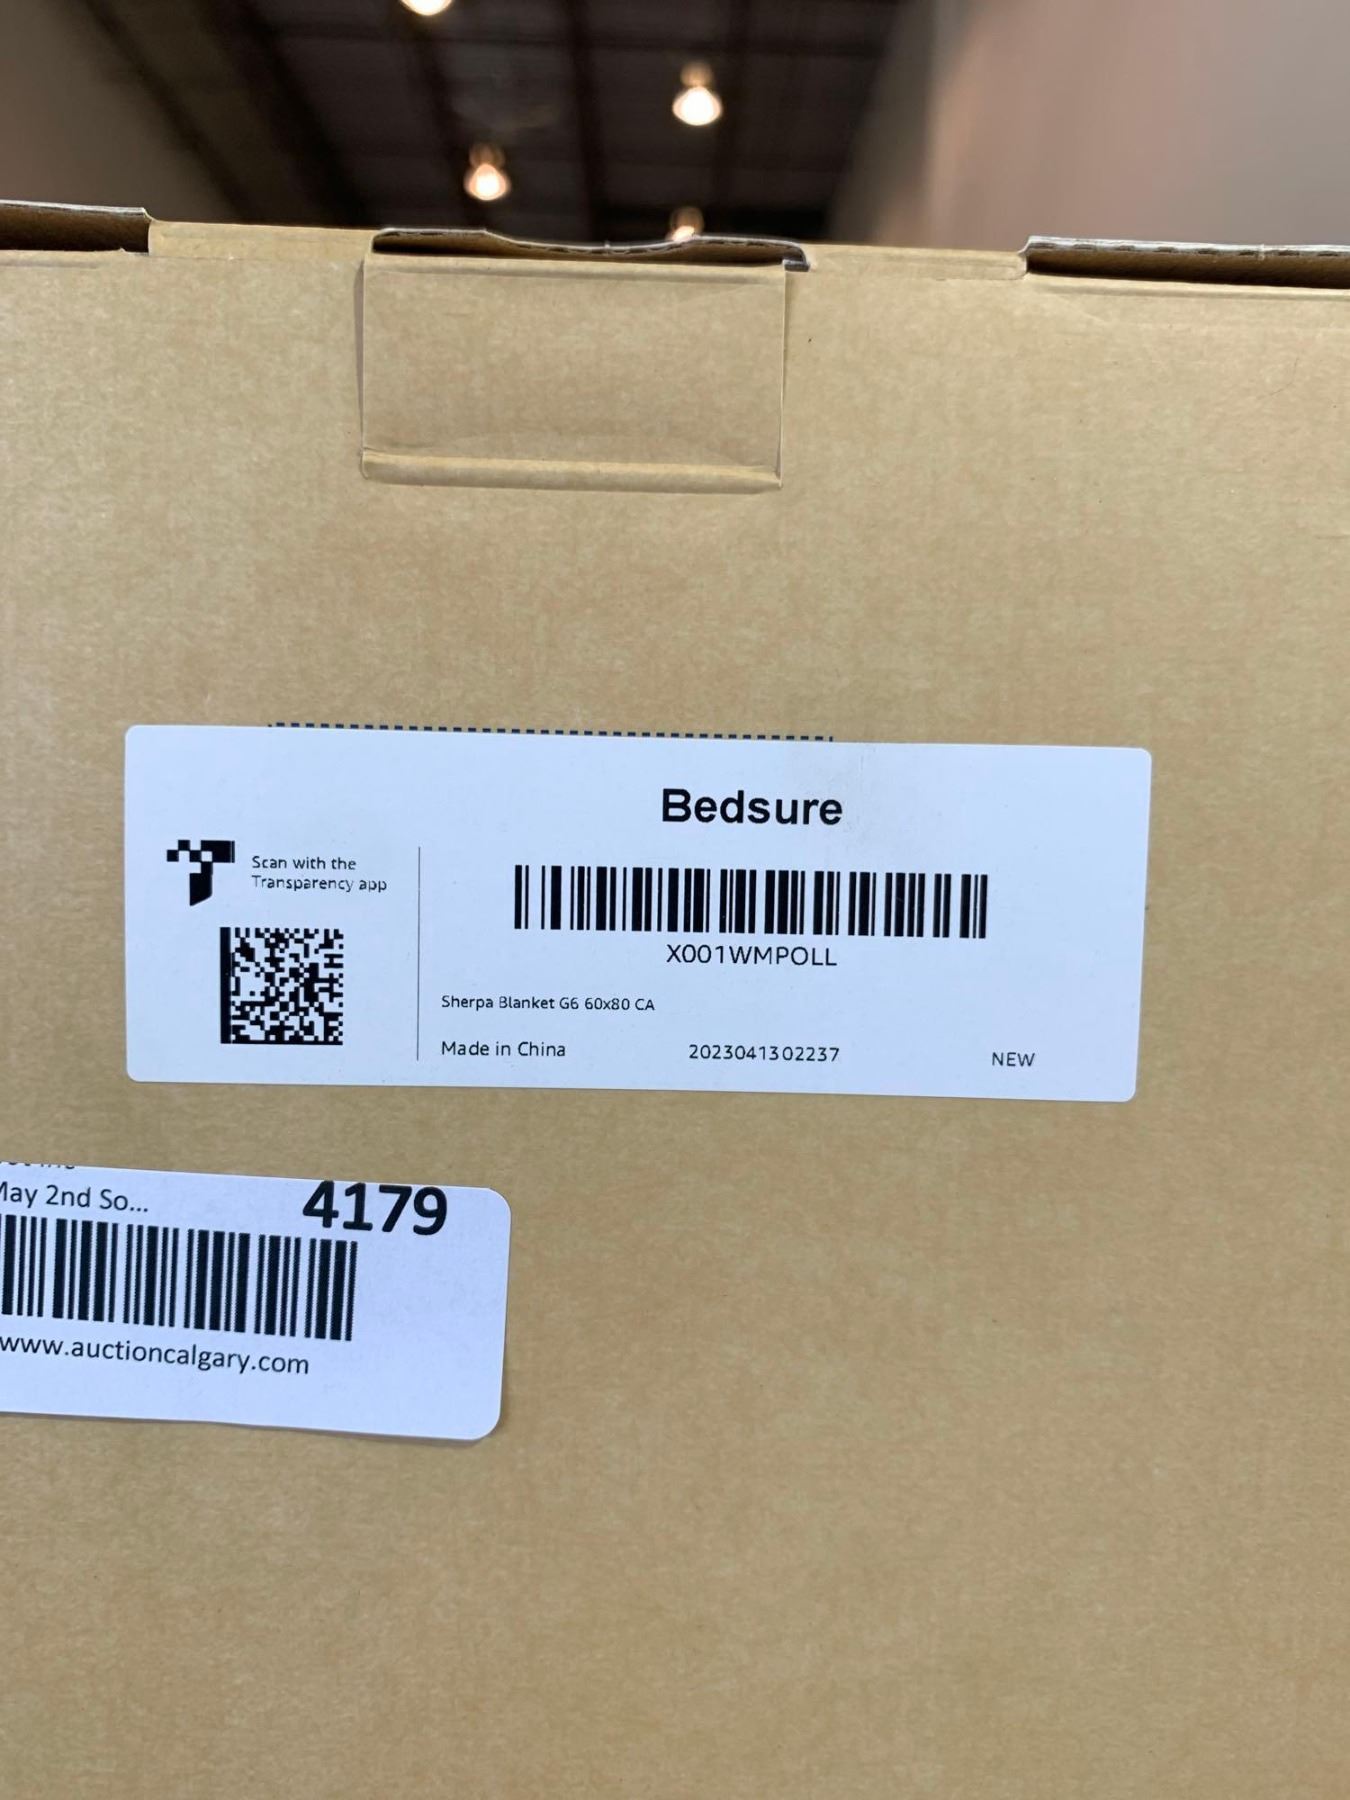 Bedsure
Scan with the
Transparency app
X001WMPOLL
Sherpa Blanket G6 60x80 CA
Made in China
2023041302237
NEW
May 2nd So...
4179
www.auctioncalgary.com